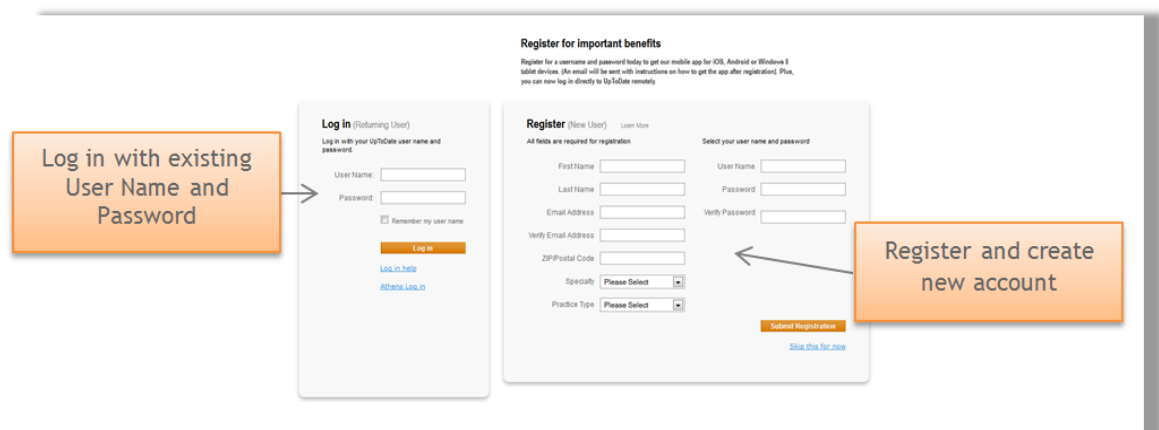 Register for important benefits
Register for a username and password today to get our mobile app for iOS, Android or Windows 8
tablet devices. (An email will be sent with instructions on how to get the app after registration). Plus,
you can now log in directly to UpToDate remotely.
Log in with existing
User Name and
Password
Log in (Returning User)
Log in with your UpToDate user name and
password.
User Name:
Password:
Remember my user name
Log in
Log in help
Athens Log in
Register (New User) Learn More
All fields are required for registration
First Name
Last Name
Email Address
Verify Email Address
ZIP/Postal Code
Specialty Please Select
Practice Type Please Select
Select your user name and password
User Name
Password
Verify Password
Submit Registration
Skip this for now
Register and create
new account